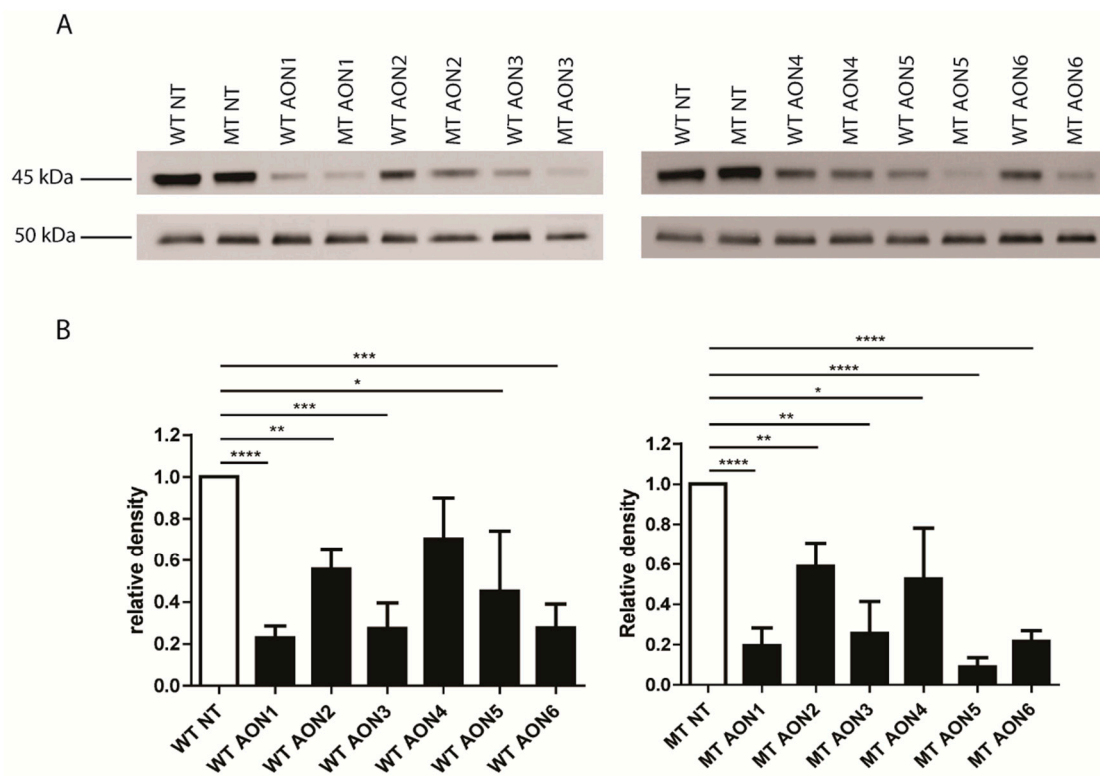 A
WT NT
MT NT
WT AON1
MT AON1
WT AON2
MT AON2
WT AON3
MT AON3
WT NT
MT NT
WT AON4
MT AON4
WT AON5
MT AON5
WT AON6
MT AON6
45 kDa
50 kDa
B
***
*
***
**
****
relative density
1.2
1.0
0.8
0.6
0.4
0.2
0.0
WT NT
WT AON1
WT AON2
WT AON3
WT AON4
WT AON5
WT AON6
****
****
*
**
**
****
Relative density
1.2
1.0
0.8
0.6
0.4
0.2
0.0
MT NT
MT AON1
MT AON2
MT AON3
MT AON4
MT AON5
MT AON6